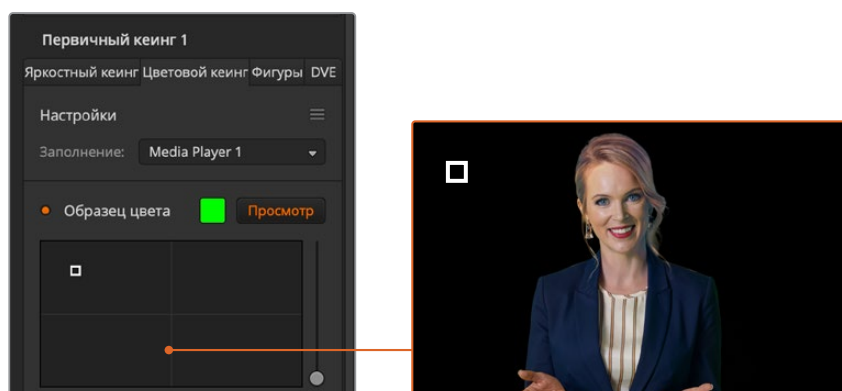 Первичный кеинг 1
Яркостный кеинг Цветовой кеинг Фигуры DVE
Настройки
Заполнение: Media Player 1
Образец цвета Просмотр